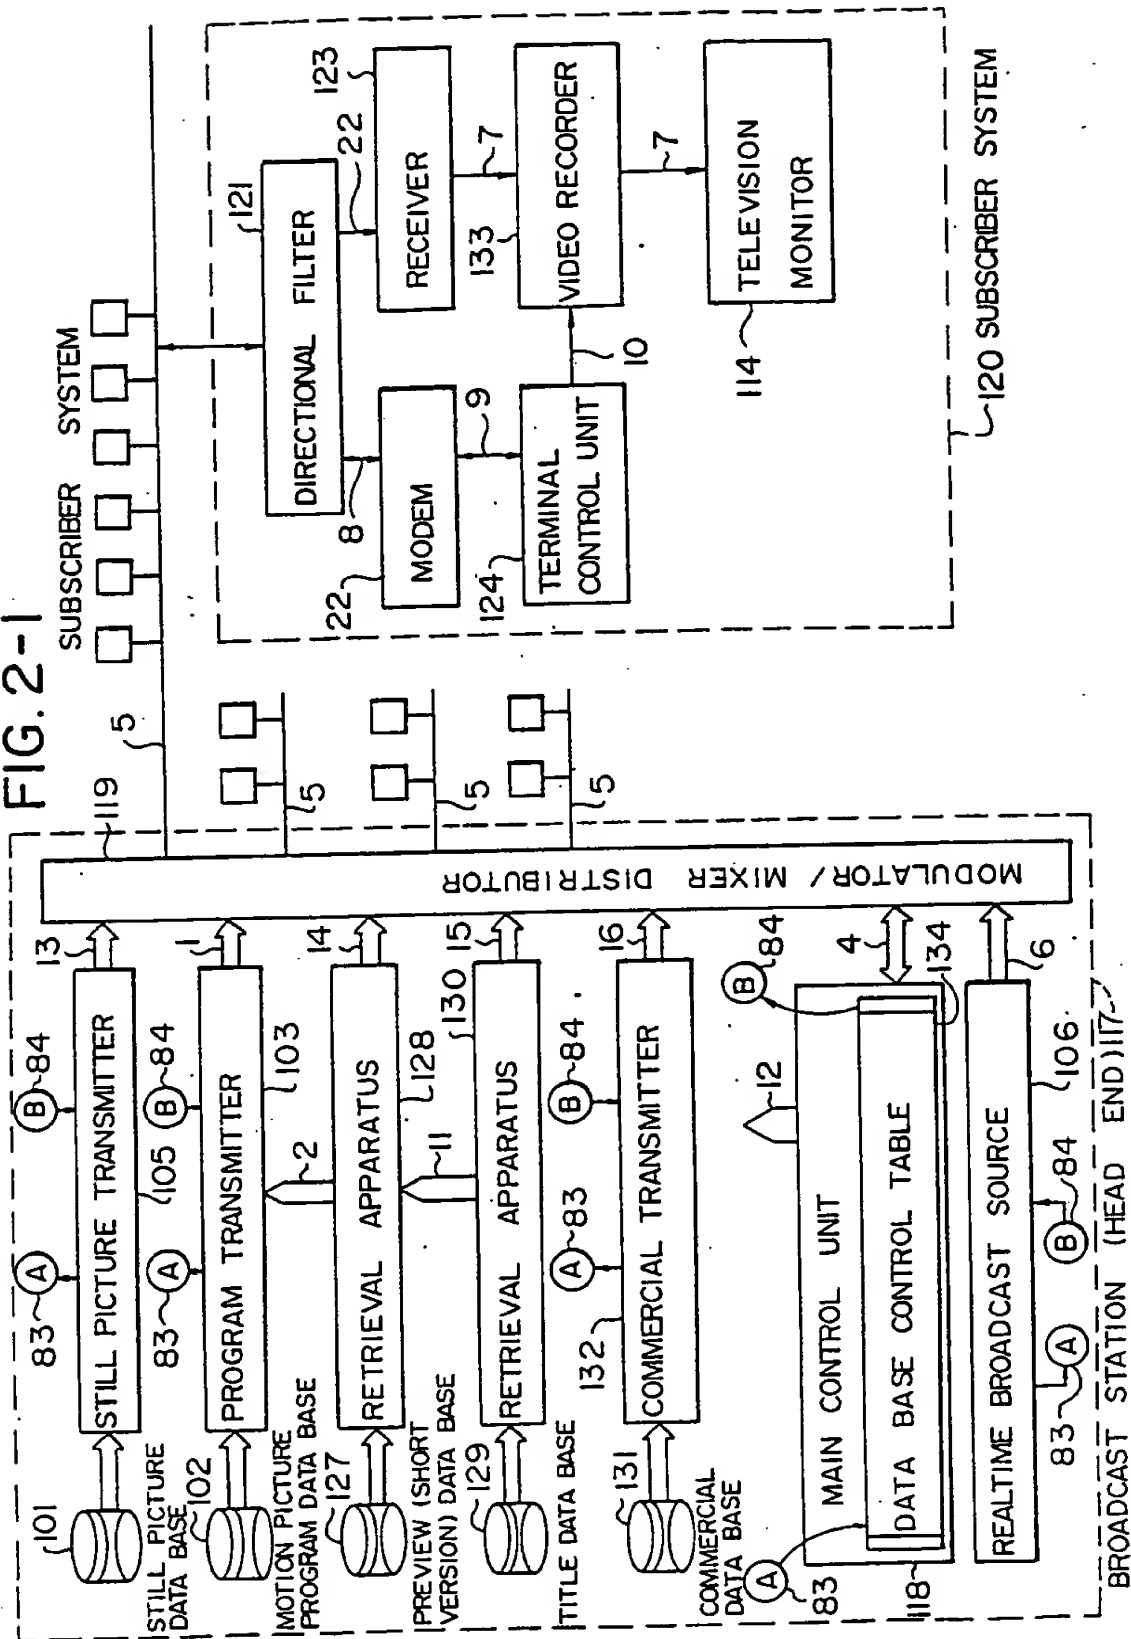 FIG. 2-1
SUBSCRIBER SYSTEM
101
STILL PICTURE
DATA BASE
83
A
B
84
STILL PICTURE TRANSMITTER
105
13
119
5
102
MOTION PICTURE
PROGRAM DATA BASE
83
A
B
84
PROGRAM TRANSMITTER
103
1
5
2
127
PREVIEW (SHORT
VERSION) DATA BASE
RETRIEVAL APPARATUS
128
14
5
11
129
TITLE DATA BASE
RETRIEVAL APPARATUS
130
15
5
131
COMMERCIAL
DATA BASE
132
A
83
B
84
COMMERCIAL TRANSMITTER
16
MODULATOR / MIXER DISTRIBUTOR
A
83
118
12
B
84
MAIN CONTROL UNIT
DATA BASE CONTROL TABLE
4
134
REALTIME BROADCAST SOURCE
106
6
83
A
B
84
BROADCAST STATION (HEAD END) 117
DIRECTIONAL FILTER
121
8
22
22
MODEM
RECEIVER
123
9
7
124
TERMINAL
CONTROL UNIT
10
133
VIDEO RECORDER
7
114
TELEVISION
MONITOR
120 SUBSCRIBER SYSTEM